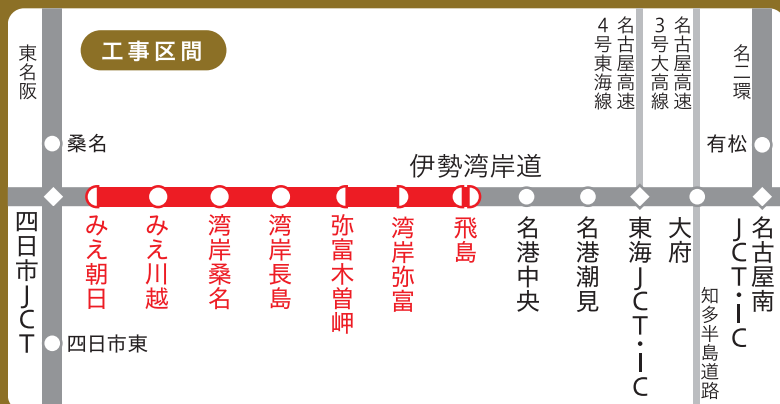 工事区間
東名阪
桑名
四日市JCT
四日市東
みえ朝日
みえ川越
湾岸桑名
湾岸長島
弥富木曽岬
湾岸弥富
飛島
伊勢湾岸道
名港中央
名港潮見
東海JCT・IC
大府
名古屋南
JCT・IC
名古屋高速
4号東海線
名古屋高速
3号大高線
名二環
有松
知多半島道路